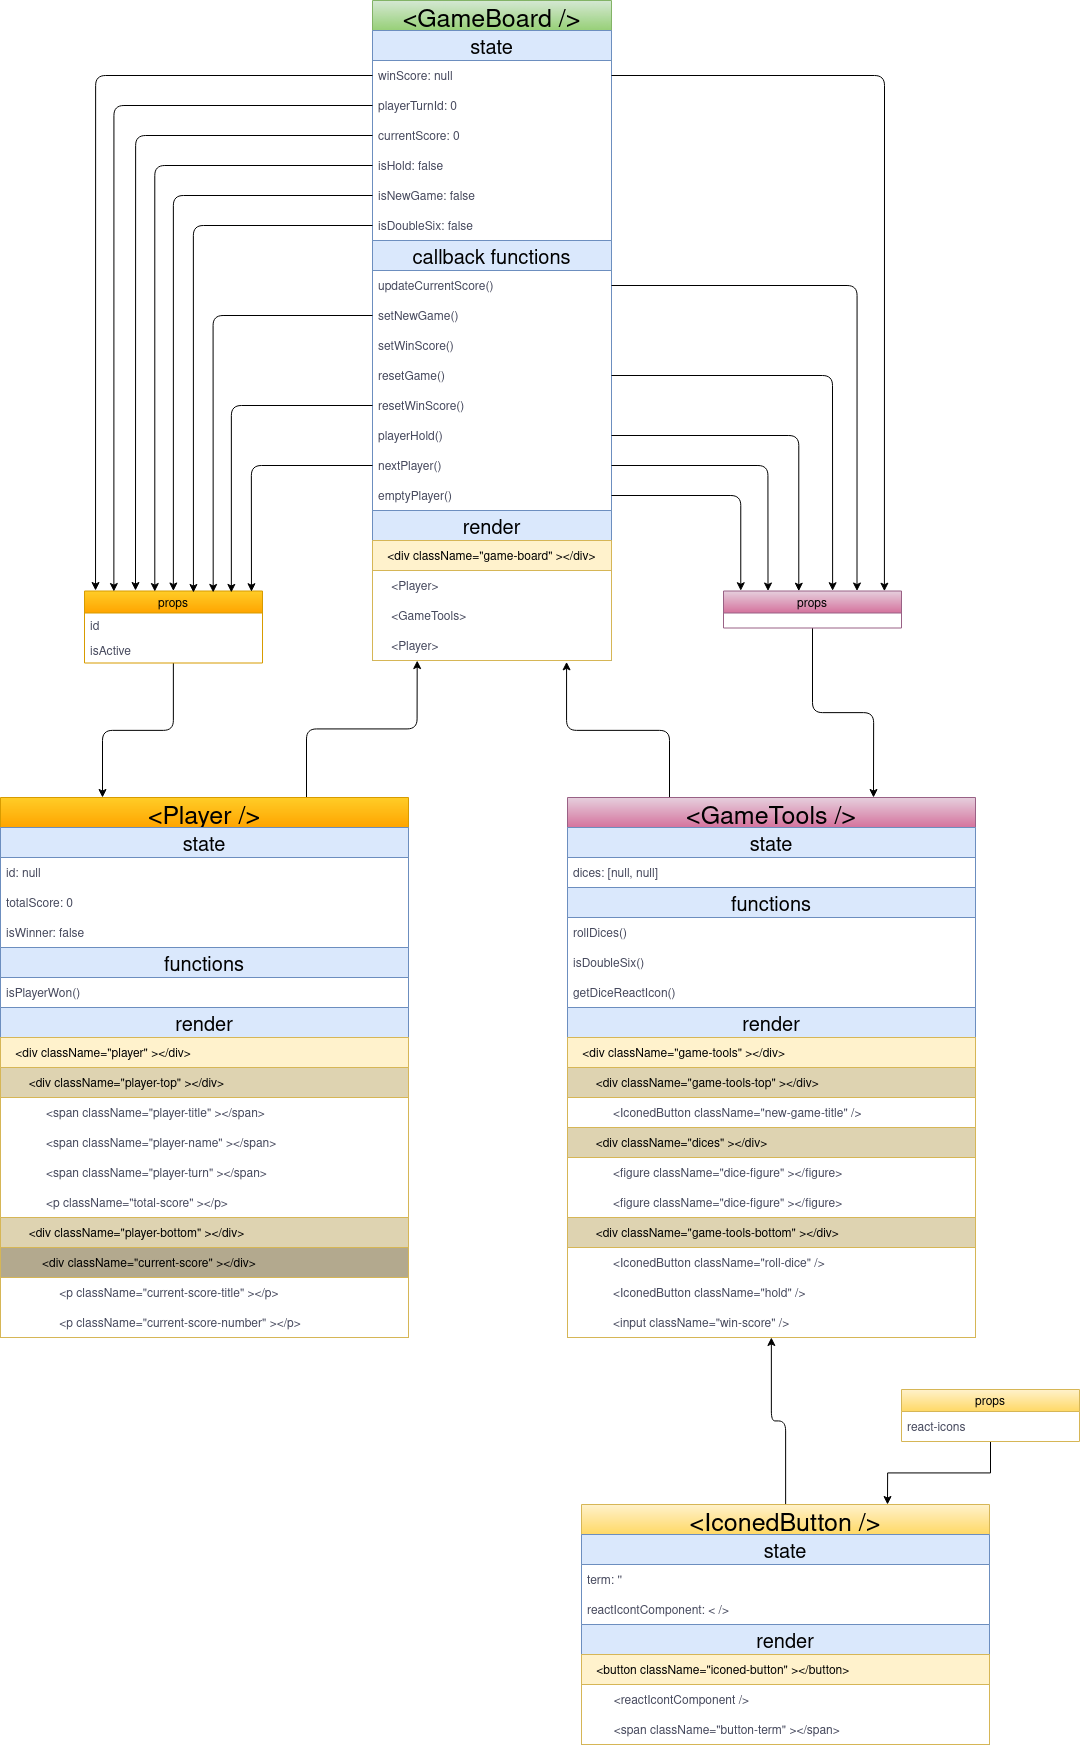 <GameBoard />
state
winScore: null
playerTurnId: 0
currentScore: 0
isHold: false
isNewGame: false
isDoubleSix: false
callback functions
updateCurrentScore()
setNewGame()
setWinScore()
resetGame()
resetWinScore()
playerHold()
nextPlayer()
emptyPlayer()
render
<div className="game-board" ></div>
<Player>
<GameTools>
<Player>
props
id
isActive
props
<Player />
state
id: null
totalScore: 0
isWinner: false
functions
isPlayerWon()
render
<div className="player" ></div>
<div className="player-top" ></div>
<span className="player-title" ></span>
<span className="player-name" ></span>
<span className="player-turn" ></span>
<p className="total-score" ></p>
<div className="player-bottom" ></div>
<div className="current-score" ></div>
<p className="current-score-title" ></p>
<p className="current-score-number" ></p>
<GameTools />
state
dices: [null, null]
functions
rollDices()
isDoubleSix()
getDiceReactIcon()
render
<div className="game-tools" ></div>
<div className="game-tools-top" ></div>
<IconedButton className="new-game-title" />
<div className="dices" ></div>
<figure className="dice-figure" ></figure>
<figure className="dice-figure" ></figure>
<div className="game-tools-bottom" ></div>
<IconedButton className="roll-dice" />
<IconedButton className="hold" />
<input className="win-score" />
props
react-icons
<IconedButton />
state
term: ''
reactIcontComponent: < />
render
<button className="iconed-button" ></button>
<reactIcontComponent />
<span className="button-term" ></span>